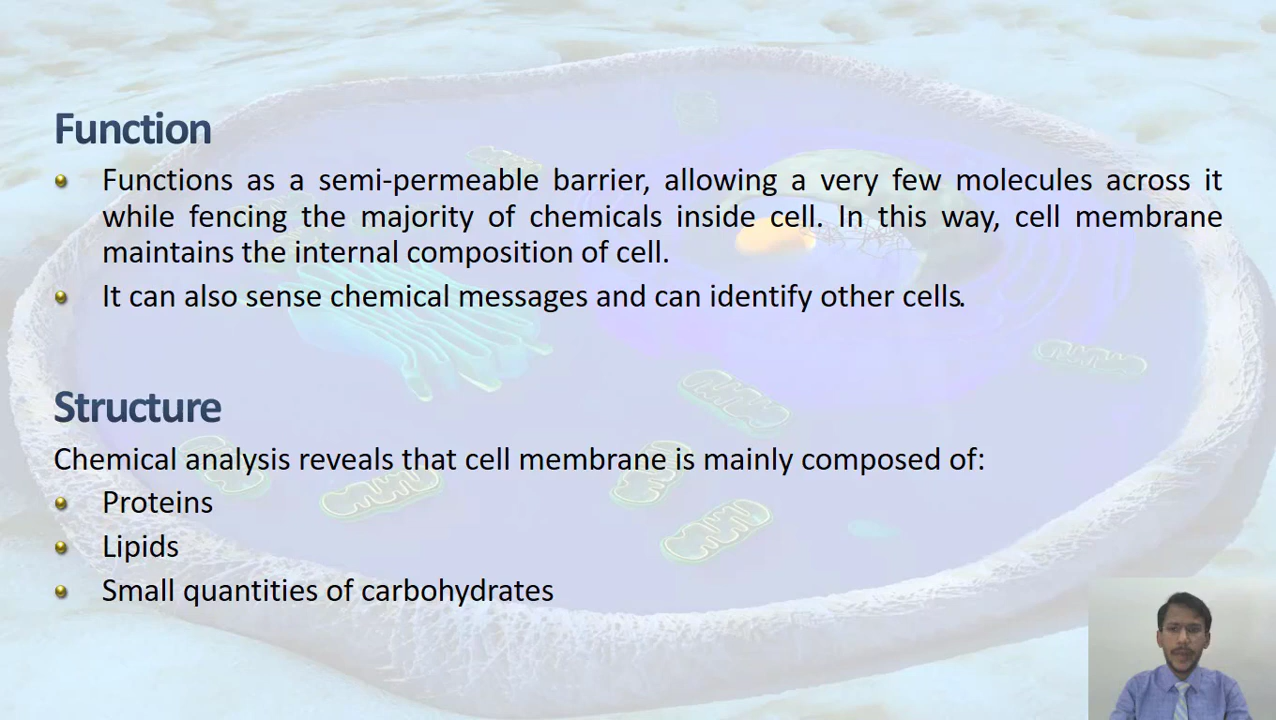 Function
Functions as a semi-permeable barrier, allowing a very few molecules across it
while fencing the majority of chemicals inside cell. In this way, cell membrane
maintains the internal composition of cell.
It can also sense chemical messages and can identify other cells.
Structure
Chemical analysis reveals that cell membrane is mainly composed of:
Proteins
Lipids
Small quantities of carbohydrates